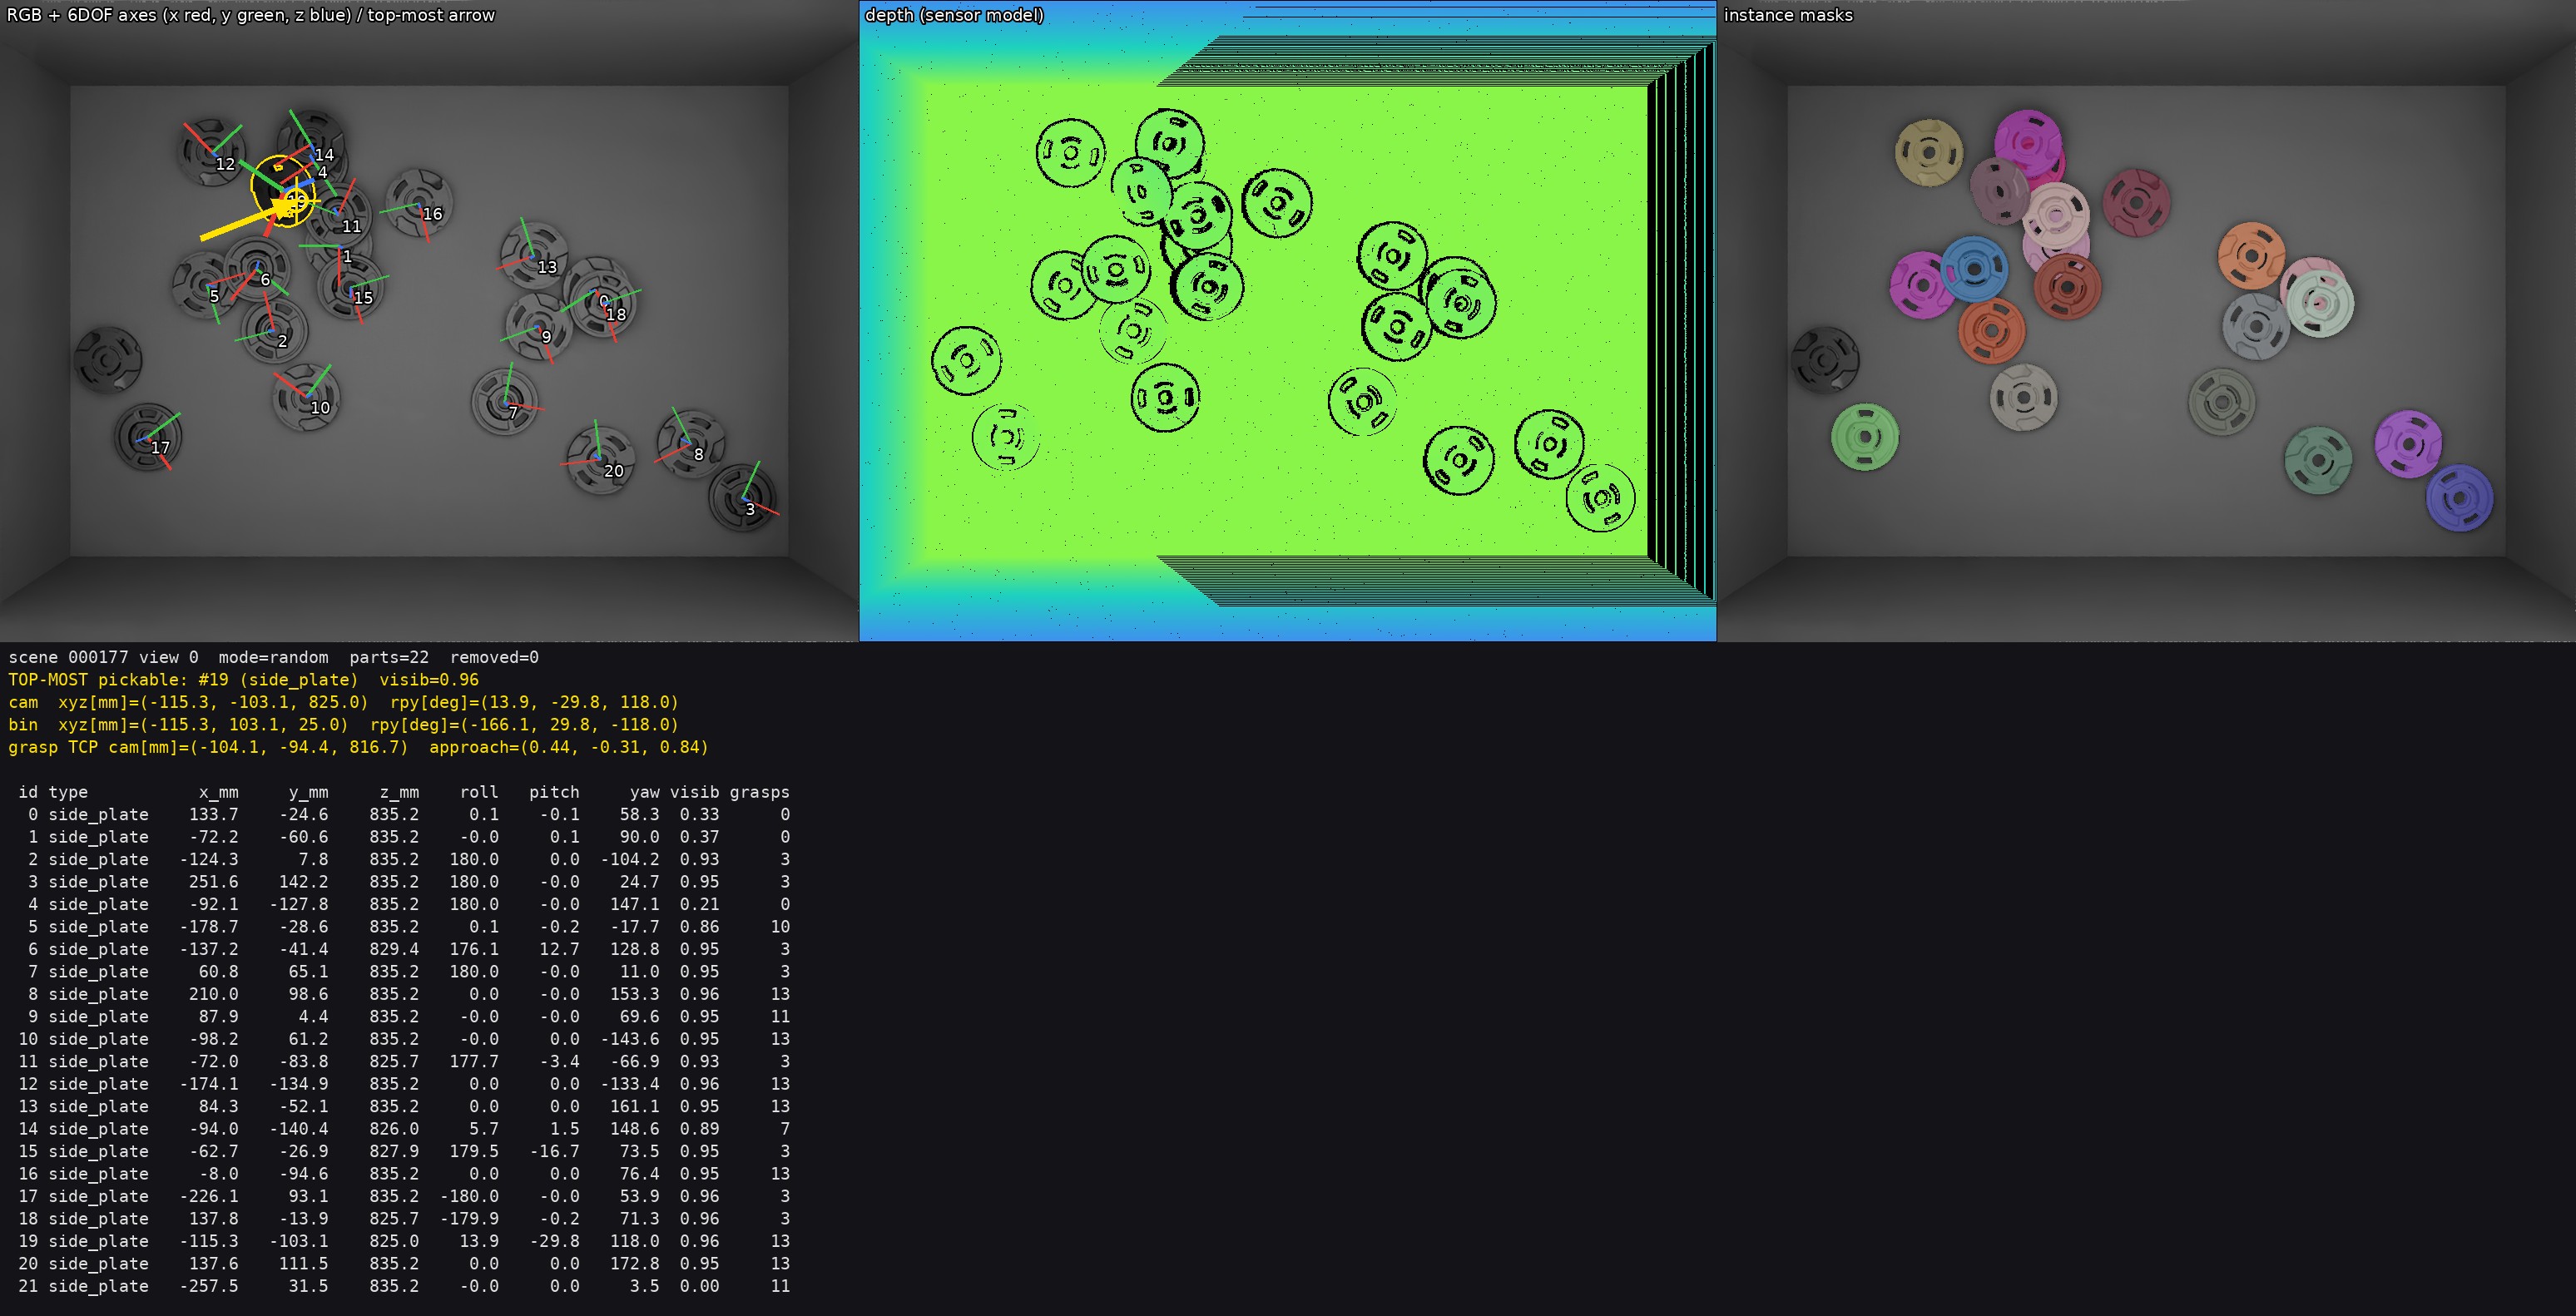 RGB + 6DOF axes (x red, y green, z blue) / top-most arrow
depth (sensor model)
instance masks
12
14
4
16
11
1
13
6
5
15
0
18
2
9
10
7
17
20
8
3
scene 000177 view 0  mode=random  parts=22  removed=0
TOP-MOST pickable: #19 (side_plate)  visib=0.96
cam  xyz[mm]=(-115.3, -103.1, 825.0)  rpy[deg]=(13.9, -29.8, 118.0)
bin  xyz[mm]=(-115.3, 103.1, 25.0)  rpy[deg]=(-166.1, 29.8, -118.0)
grasp TCP cam[mm]=(-104.1, -94.4, 816.7)  approach=(0.44, -0.31, 0.84)
id type x_mm y_mm z_mm roll pitch yaw visib grasps
0 side_plate 133.7 -24.6 835.2 0.1 -0.1 58.3 0.33 0
1 side_plate -72.2 -60.6 835.2 -0.0 0.1 90.0 0.37 0
2 side_plate -124.3 7.8 835.2 180.0 0.0 -104.2 0.93 3
3 side_plate 251.6 142.2 835.2 180.0 -0.0 24.7 0.95 3
4 side_plate -92.1 -127.8 835.2 180.0 -0.0 147.1 0.21 0
5 side_plate -178.7 -28.6 835.2 0.1 -0.2 -17.7 0.86 10
6 side_plate -137.2 -41.4 829.4 176.1 12.7 128.8 0.95 3
7 side_plate 60.8 65.1 835.2 180.0 -0.0 11.0 0.95 3
8 side_plate 210.0 98.6 835.2 0.0 -0.0 153.3 0.96 13
9 side_plate 87.9 4.4 835.2 -0.0 -0.0 69.6 0.95 11
10 side_plate -98.2 61.2 835.2 -0.0 0.0 -143.6 0.95 13
11 side_plate -72.0 -83.8 825.7 177.7 -3.4 -66.9 0.93 3
12 side_plate -174.1 -134.9 835.2 0.0 0.0 -133.4 0.96 13
13 side_plate 84.3 -52.1 835.2 0.0 0.0 161.1 0.95 13
14 side_plate -94.0 -140.4 826.0 5.7 1.5 148.6 0.89 7
15 side_plate -62.7 -26.9 827.9 179.5 -16.7 73.5 0.95 3
16 side_plate -8.0 -94.6 835.2 0.0 0.0 76.4 0.95 13
17 side_plate -226.1 93.1 835.2 -180.0 -0.0 53.9 0.96 3
18 side_plate 137.8 -13.9 825.7 -179.9 -0.2 71.3 0.96 3
19 side_plate -115.3 -103.1 825.0 13.9 -29.8 118.0 0.96 13
20 side_plate 137.6 111.5 835.2 0.0 0.0 172.8 0.95 13
21 side_plate -257.5 31.5 835.2 -0.0 0.0 3.5 0.00 11